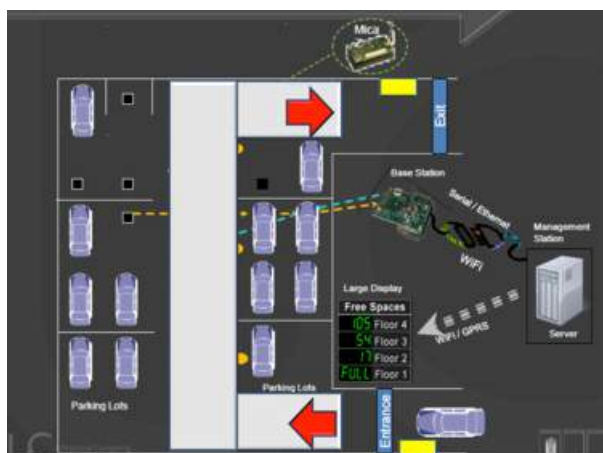 Mica
Exit
Base Station
Serial / Ethernet
WiFi
Management
Station
Server
Large Display
Free Spaces
105 Floor 4
54 Floor 3
17 Floor 2
FULL Floor 1
WiFi / GPRS
Parking Lots
Parking Lots
Entrance
LC